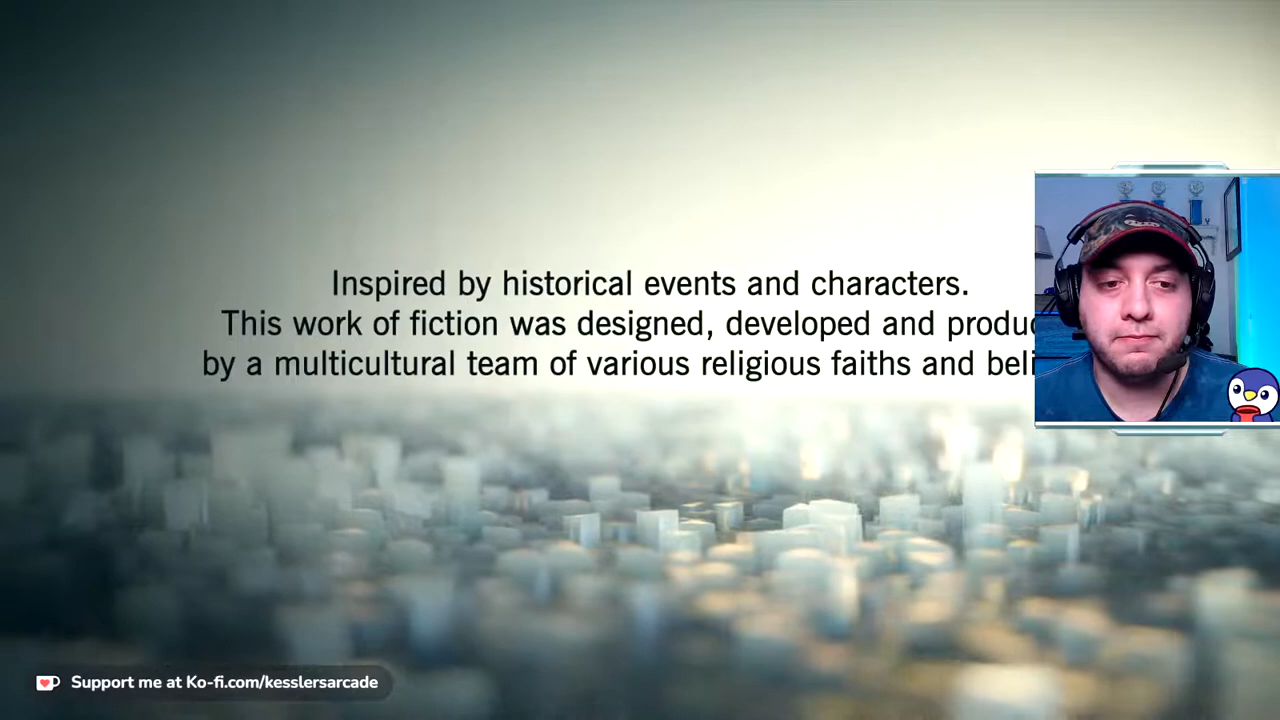 Inspired by historical events and characters.
This work of fiction was designed, developed and produc
by a multicultural team of various religious faiths and beli
Support me at Ko-fi.com/kesslersarcade